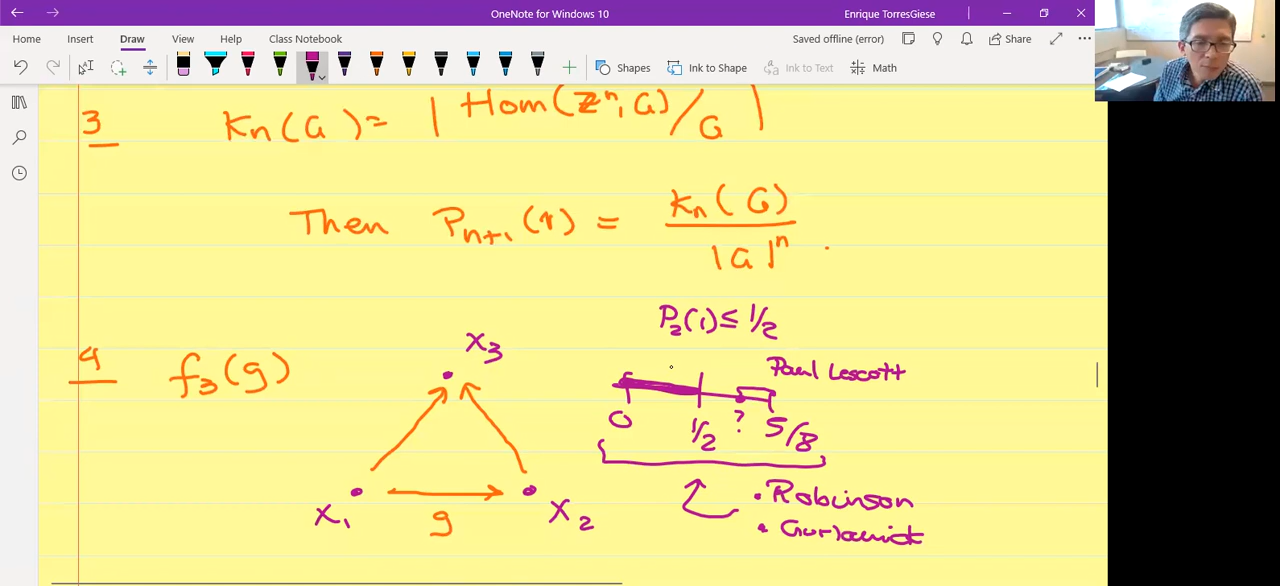 OneNote for Windows 10
Enrique TorresGiese
Home Insert Draw View Help Class Notebook
Saved offline (error) Share
Shapes Ink to Shape Ink to Text Math
3 Kn(G) = | Hom(Zⁿ, G)/G |
Then Pn+1(1) = Kn(G) / |G|ⁿ .
P2(1) ≤ 1/2
4 f3(g)
x3
Paul Lescott
0 1/2 ? 5/8
x1 g x2
• Robinson